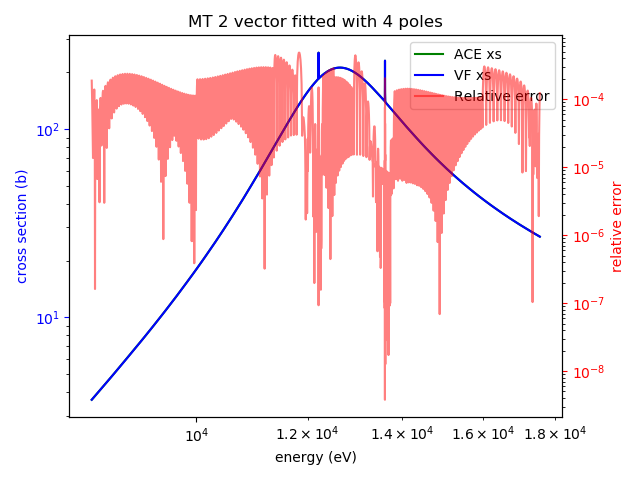 MT 2 vector fitted with 4 poles
ACE xs
VF xs
Relative error
cross section (b)
10²
10¹
relative error
10⁻⁴
10⁻⁵
10⁻⁶
10⁻⁷
10⁻⁸
10⁴
1.2 × 10⁴
1.4 × 10⁴
1.6 × 10⁴
1.8 × 10⁴
energy (eV)